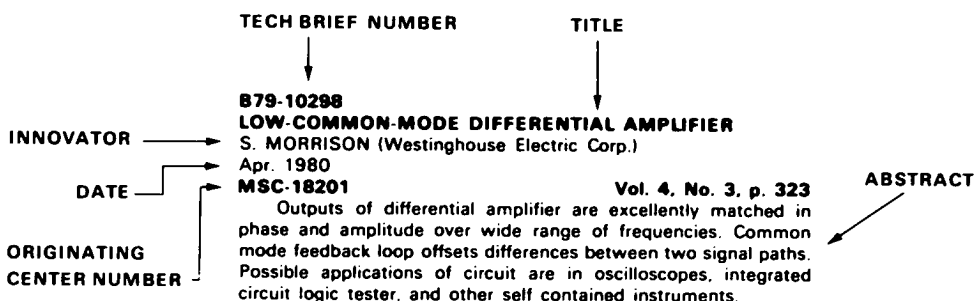 TECH BRIEF NUMBER
TITLE
B79-10298
LOW-COMMON-MODE DIFFERENTIAL AMPLIFIER
INNOVATOR
S. MORRISON (Westinghouse Electric Corp.)
DATE
Apr. 1980
MSC-18201 Vol. 4, No. 3, p. 323
ABSTRACT
ORIGINATING
CENTER NUMBER
Outputs of differential amplifier are excellently matched in
phase and amplitude over wide range of frequencies. Common
mode feedback loop offsets differences between two signal paths.
Possible applications of circuit are in oscilloscopes, integrated
circuit logic tester, and other self contained instruments.